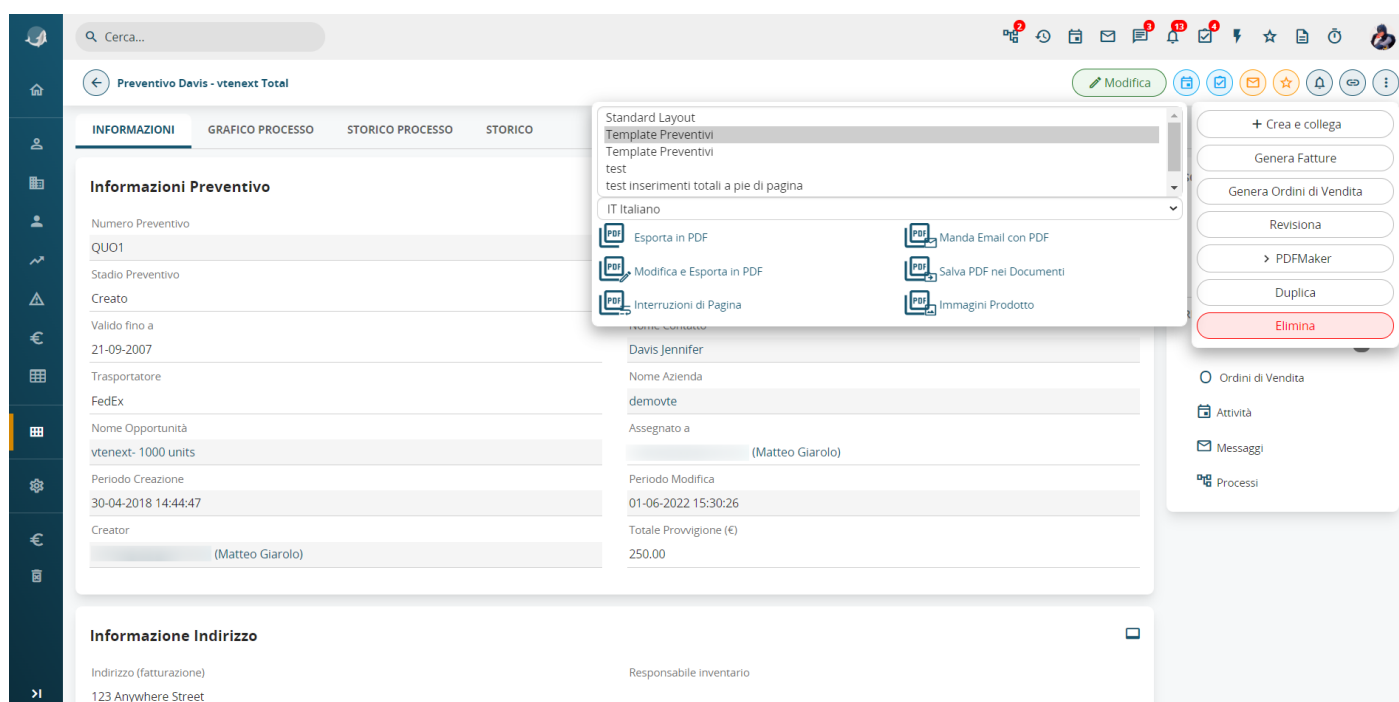 Cerca...
2
3
13
4
Preventivo Davis - vtenext Total
Modifica
INFORMAZIONI GRAFICO PROCESSO STORICO PROCESSO STORICO
Standard Layout
Template Preventivi
Template Preventivi
test
test inserimenti totali a pie di pagina
IT Italiano
Esporta in PDF
Manda Email con PDF
Modifica e Esporta in PDF
Salva PDF nei Documenti
Interruzioni di Pagina
Immagini Prodotto
+ Crea e collega
Genera Fatture
Genera Ordini di Vendita
Revisiona
> PDFMaker
Duplica
Elimina
Informazioni Preventivo
Numero Preventivo
QUO1
Stadio Preventivo
Creato
Valido fino a
Nome Contatto
21-09-2007
Davis Jennifer
Trasportatore
Nome Azienda
FedEx
demovte
Nome Opportunità
Assegnato a
vtenext- 1000 units
(Matteo Giarolo)
Periodo Creazione
Periodo Modifica
30-04-2018 14:44:47
01-06-2022 15:30:26
Creator
Totale Provvigione (€)
(Matteo Giarolo)
250.00
Ordini di Vendita
Attività
Messaggi
Processi
Informazione Indirizzo
Indirizzo (fatturazione)
Responsabile inventario
123 Anywhere Street